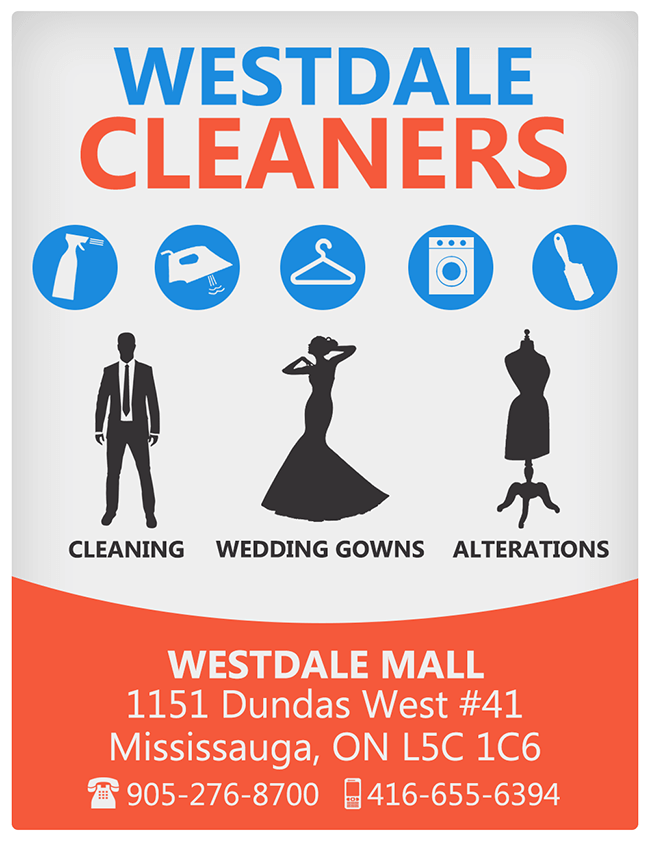 WESTDALE
CLEANERS
CLEANING WEDDING GOWNS ALTERATIONS
WESTDALE MALL
1151 Dundas West #41
Mississauga, ON L5C 1C6
905-276-8700 416-655-6394